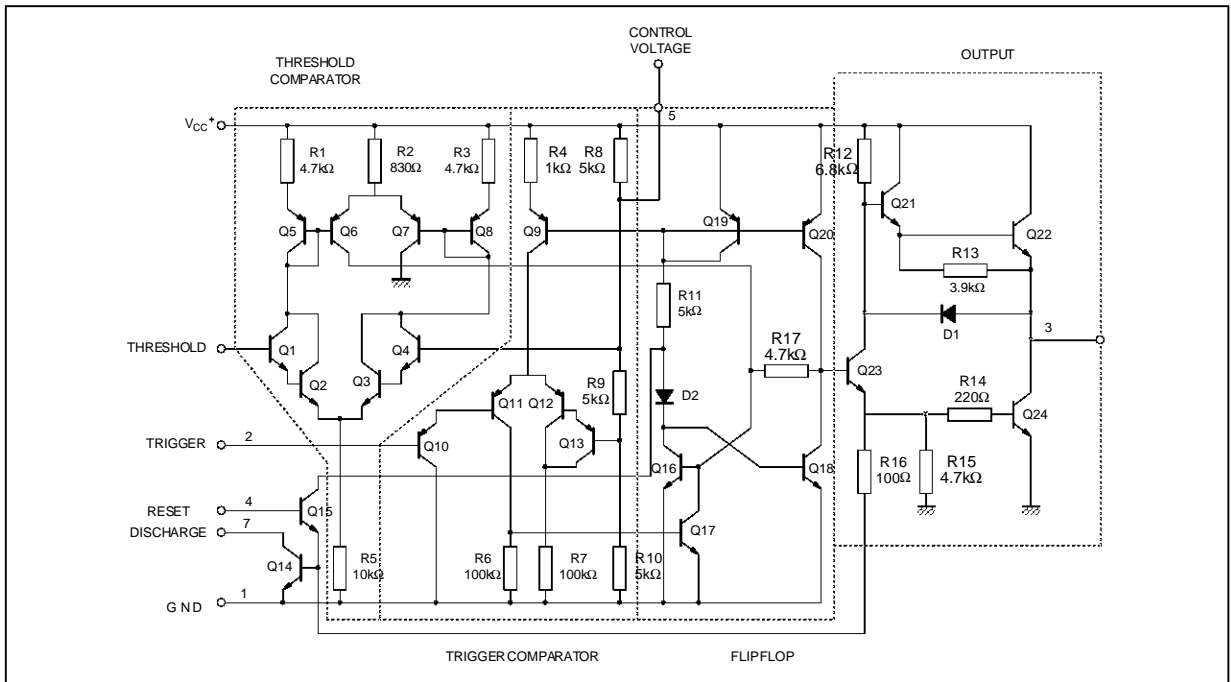 CONTROL
VOLTAGE
OUTPUT
THRESHOLD
COMPARATOR
5
VCC+
R1
4.7kΩ
R2
830Ω
R3
4.7kΩ
R4
1kΩ
R8
5kΩ
R12
6.8kΩ
Q21
Q5
Q6
Q7
Q8
Q9
Q19
Q20
Q22
R13
3.9kΩ
R11
5kΩ
D1
3
R17
4.7kΩ
THRESHOLD
Q1
Q4
Q2
Q3
Q23
R9
5kΩ
D2
R14
220Ω
Q11
Q12
Q24
TRIGGER
2
Q10
Q13
Q16
Q18
R16
100Ω
R15
4.7kΩ
RESET
4
Q15
DISCHARGE
7
Q17
Q14
R5
10kΩ
R6
100kΩ
R7
100kΩ
R10
5kΩ
GND
1
TRIGGER COMPARATOR
FLIPFLOP